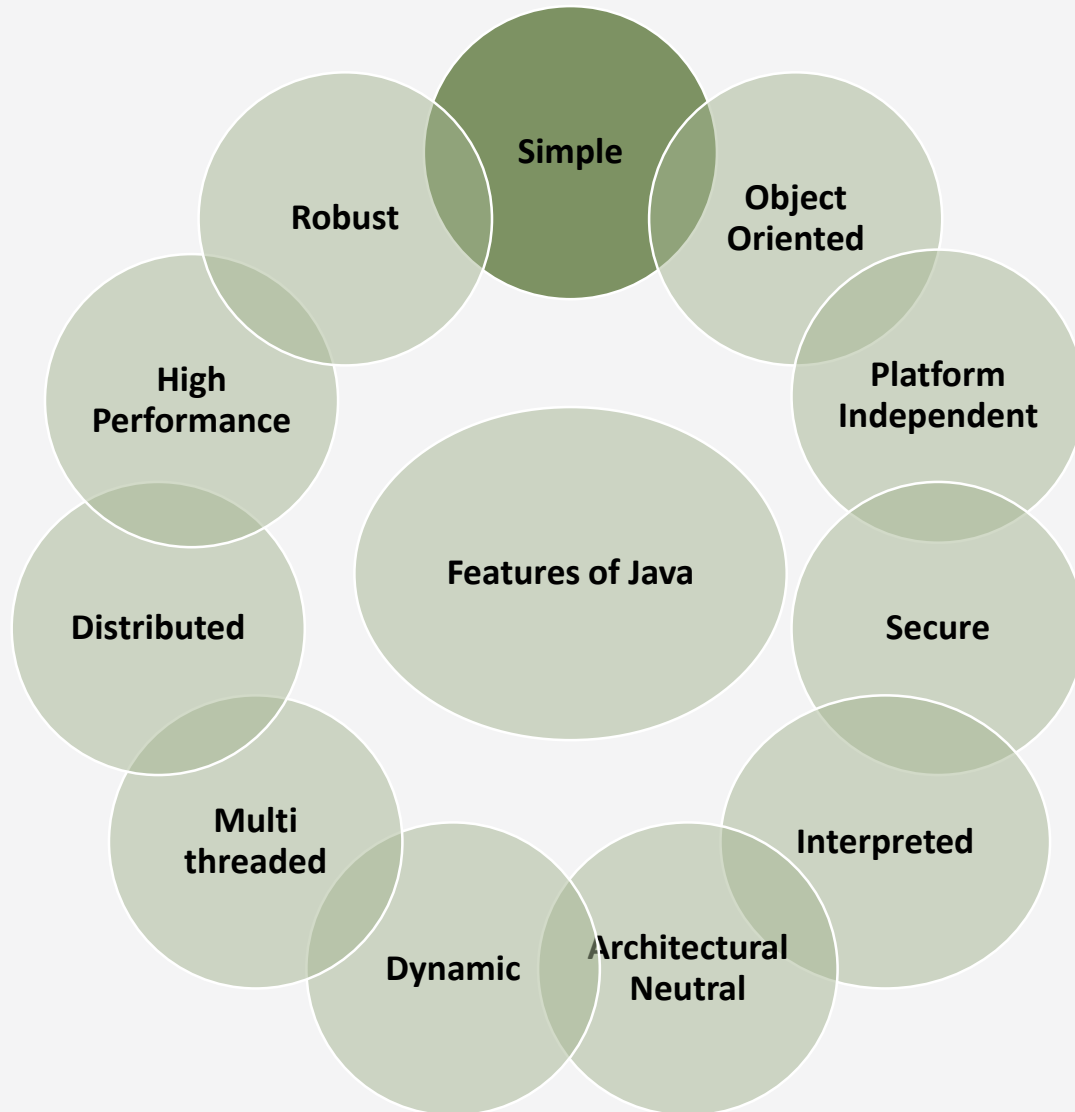 Simple
Object
Oriented
Platform
Independent
Secure
Interpreted
Architectural
Neutral
Dynamic
Multi
threaded
Distributed
High
Performance
Robust
Features of Java